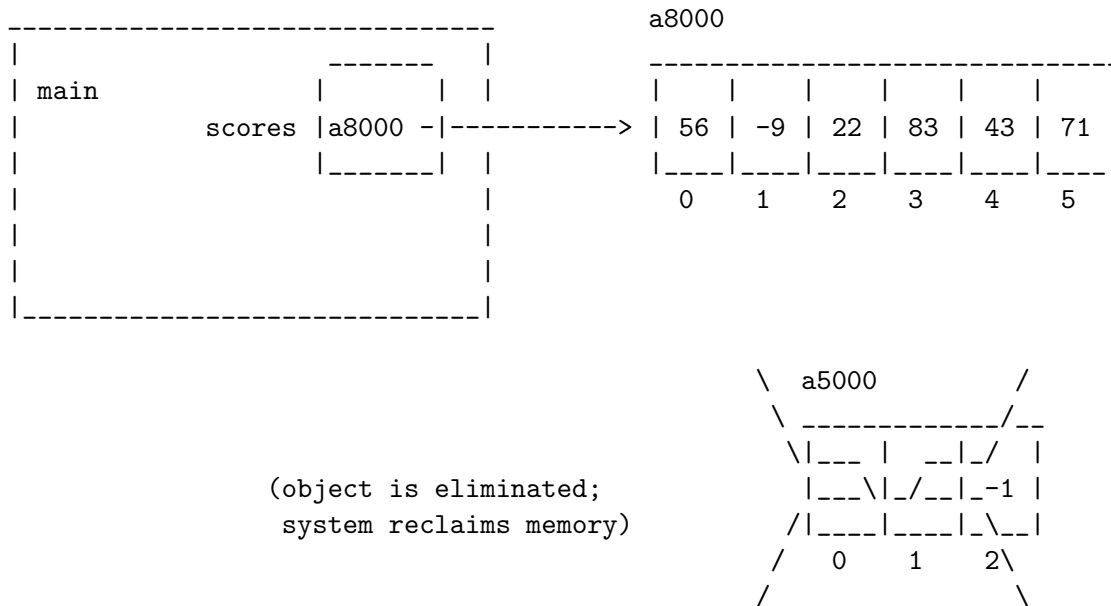 a8000
main
scores a8000
56 -9 22 83 43 71
0 1 2 3 4 5
a5000
(object is eliminated;
-1
system reclaims memory)
0 1 2